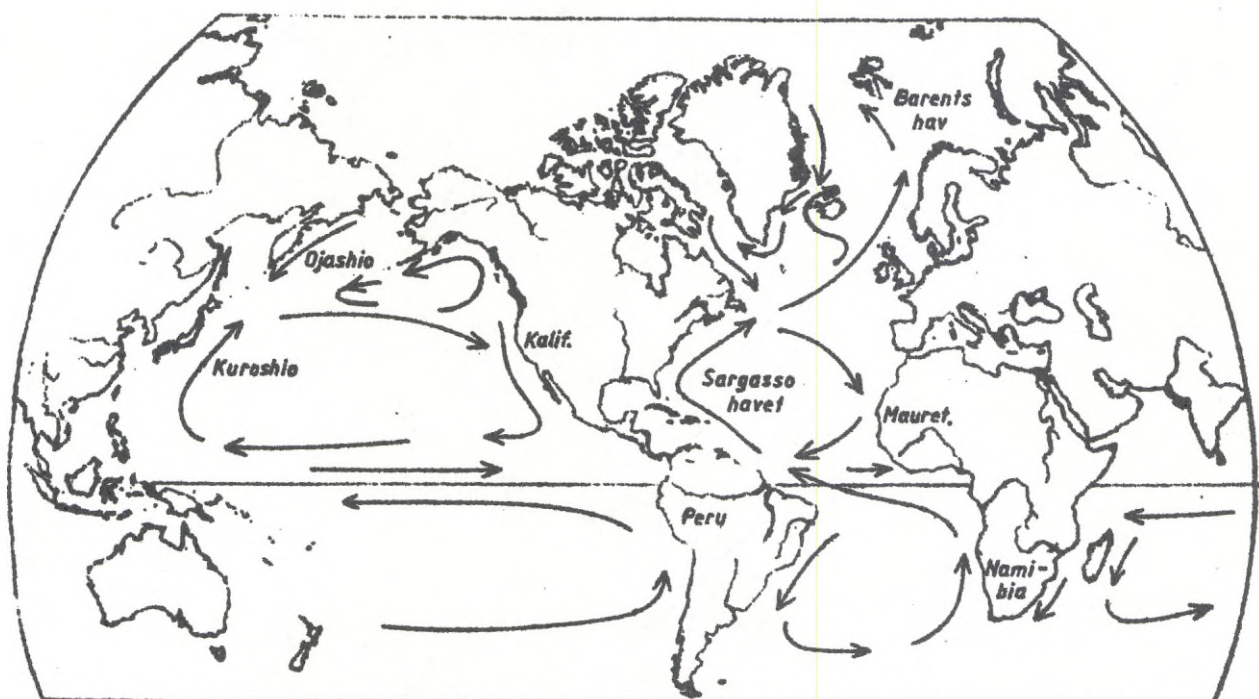 Barents
hav
Ojashio
Kuroshio
Kalif.
Sargasso
havet
Mauret.
Peru
Nami-
bia